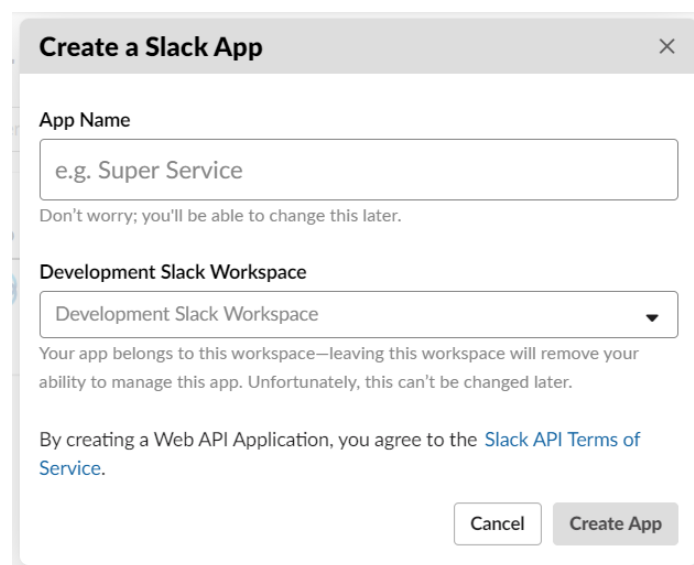 Create a Slack App
App Name
e.g. Super Service
Don't worry; you'll be able to change this later.
Development Slack Workspace
Development Slack Workspace
Your app belongs to this workspace—leaving this workspace will remove your
ability to manage this app. Unfortunately, this can't be changed later.
By creating a Web API Application, you agree to the Slack API Terms of
Service.
Cancel Create App